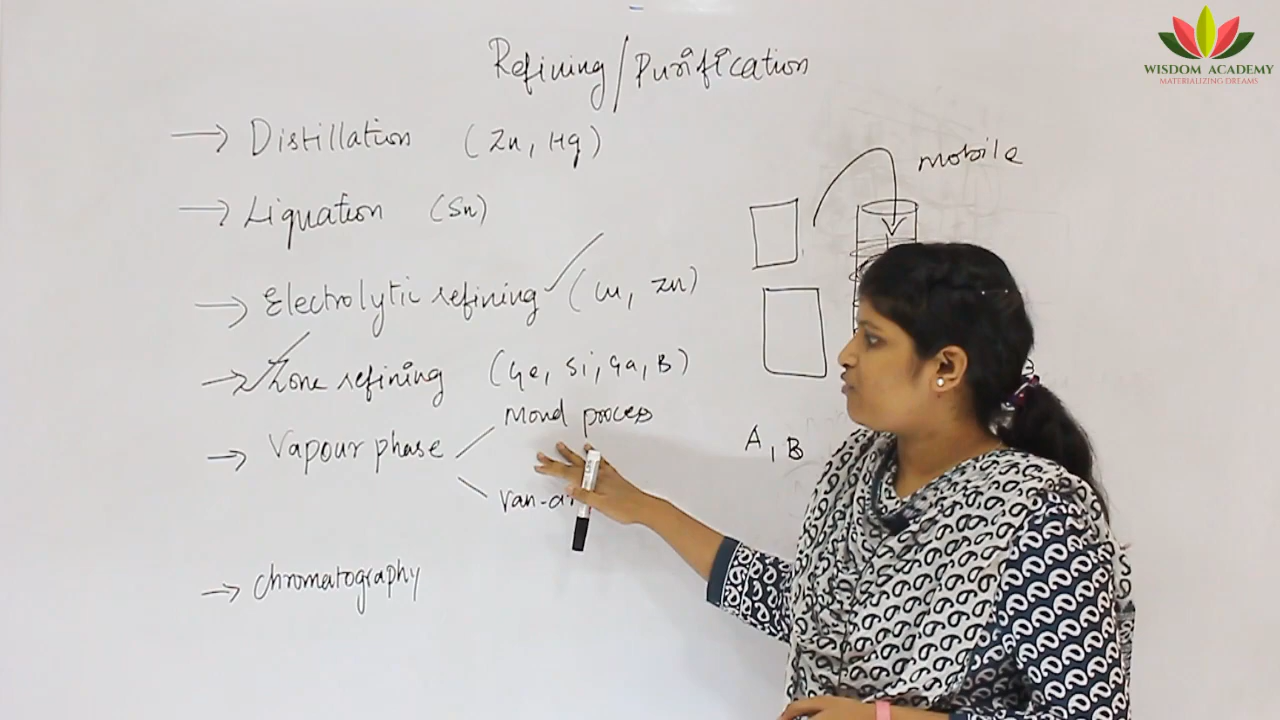 Refining/Purification
→ Distillation (Zn, Hg)
→ Liquation (Sn)
→ Electrolytic refining (Cu, Zn)
→ Zone refining (Ge, Si, Ga, B)
→ Vapour phase
Mond process
Van-
→ chromatography
mobile
A, B
WISDOM ACADEMY
MATERIALIZING DREAMS